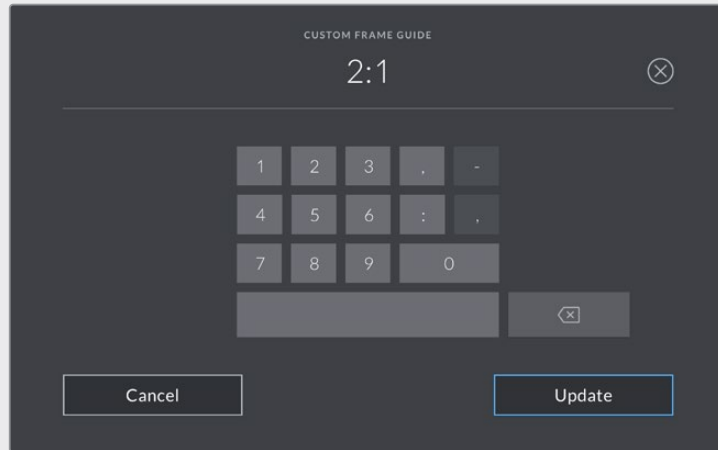 CUSTOM FRAME GUIDE
2:1
1 2 3 , -
4 5 6 : ,
7 8 9 0
Cancel Update